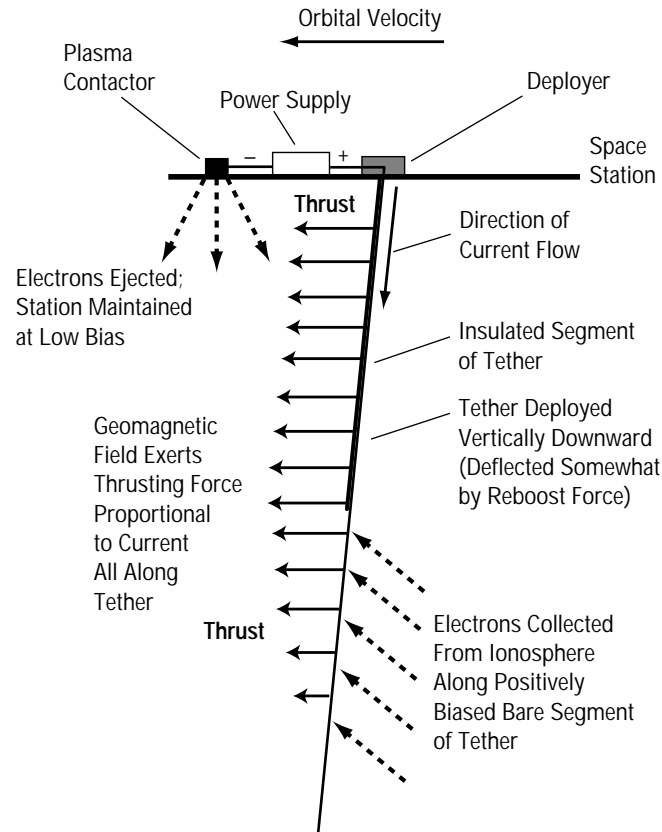 Orbital Velocity
Plasma
Contactor
Power Supply
Deployer
– +
Space
Station
Thrust
Direction of
Current Flow
Electrons Ejected;
Station Maintained
at Low Bias
Insulated Segment
of Tether
Tether Deployed
Vertically Downward
(Deflected Somewhat
by Reboost Force)
Geomagnetic
Field Exerts
Thrusting Force
Proportional
to Current
All Along
Tether
Thrust
Electrons Collected
From Ionosphere
Along Positively
Biased Bare Segment
of Tether